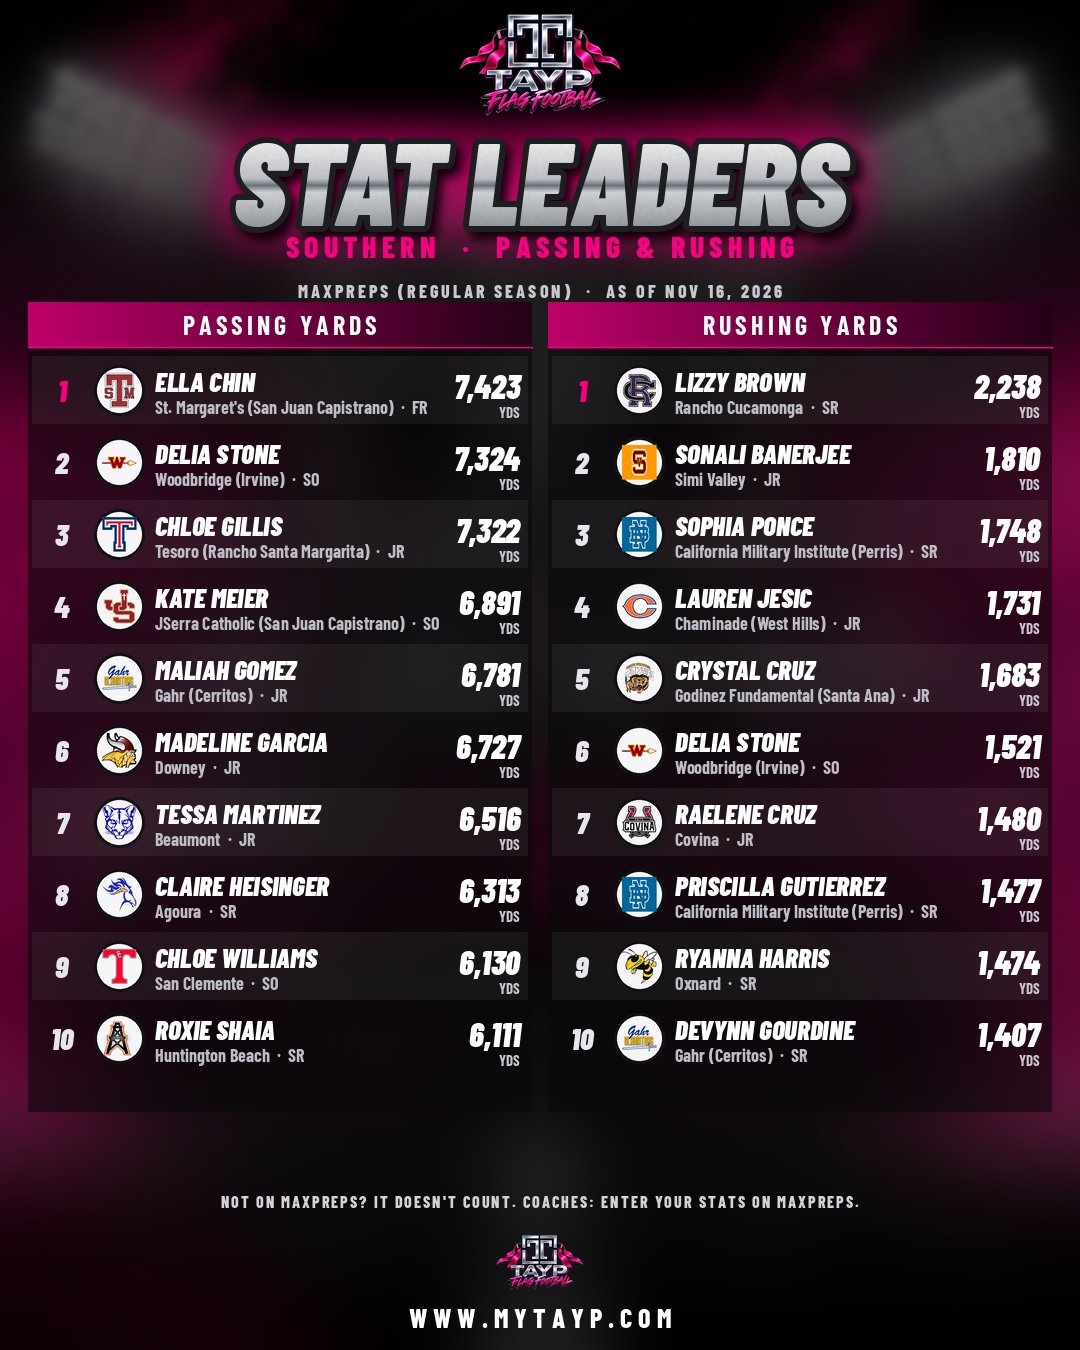 TAYP
FLAG FOOTBALL
STAT LEADERS
SOUTHERN · PASSING & RUSHING
MAXPREPS (REGULAR SEASON) · AS OF NOV 16, 2026
PASSING YARDS
1
ELLA CHIN
St. Margaret's (San Juan Capistrano) · FR
7,423
YDS
2
DELIA STONE
Woodbridge (Irvine) · SO
7,324
YDS
3
CHLOE GILLIS
Tesoro (Rancho Santa Margarita) · JR
7,322
YDS
4
KATE MEIER
JSerra Catholic (San Juan Capistrano) · SO
6,891
YDS
5
MALIAH GOMEZ
Gahr (Cerritos) · JR
6,781
YDS
6
MADELINE GARCIA
Downey · JR
6,727
YDS
7
TESSA MARTINEZ
Beaumont · JR
6,516
YDS
8
CLAIRE HEISINGER
Agoura · SR
6,313
YDS
9
CHLOE WILLIAMS
San Clemente · SO
6,130
YDS
10
ROXIE SHAIA
Huntington Beach · SR
6,111
YDS
RUSHING YARDS
1
LIZZY BROWN
Rancho Cucamonga · SR
2,238
YDS
2
SONALI BANERJEE
Simi Valley · JR
1,810
YDS
3
SOPHIA PONCE
California Military Institute (Perris) · SR
1,748
YDS
4
LAUREN JESIC
Chaminade (West Hills) · JR
1,731
YDS
5
CRYSTAL CRUZ
Godinez Fundamental (Santa Ana) · JR
1,683
YDS
6
DELIA STONE
Woodbridge (Irvine) · SO
1,521
YDS
7
COVINA
RAELENE CRUZ
Covina · JR
1,480
YDS
8
PRISCILLA GUTIERREZ
California Military Institute (Perris) · SR
1,477
YDS
9
RYANNA HARRIS
Oxnard · SR
1,474
YDS
10
DEVYNN GOURDINE
Gahr (Cerritos) · SR
1,407
YDS
NOT ON MAXPREPS? IT DOESN'T COUNT. COACHES: ENTER YOUR STATS ON MAXPREPS.
TAYP
FLAG FOOTBALL
WWW.MYTAYP.COM